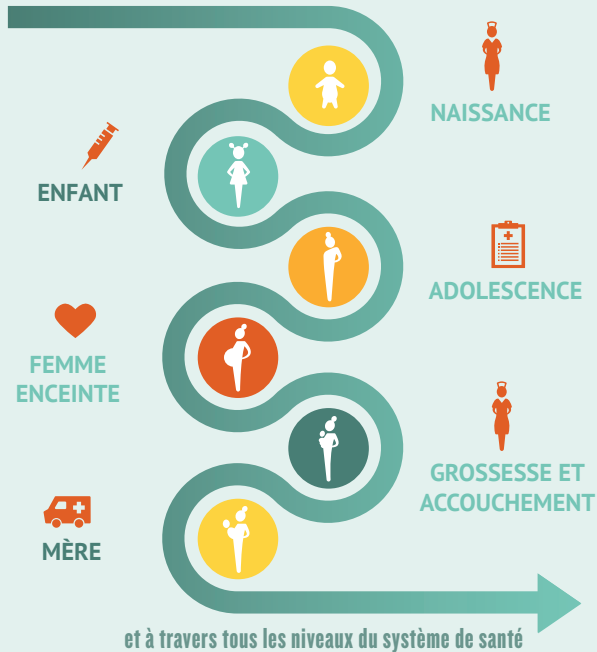 NAISSANCE
ENFANT
ADOLESCENCE
FEMME
ENCEINTE
GROSSESSE ET
ACCOUCHEMENT
MÈRE
et à travers tous les niveaux du système de santé